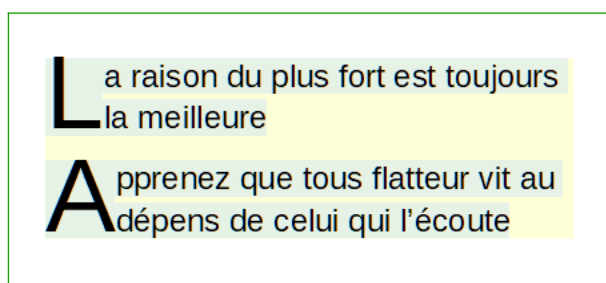 La raison du plus fort est toujours
la meilleure
Apprenez que tous flatteur vit au
dépens de celui qui l’écoute